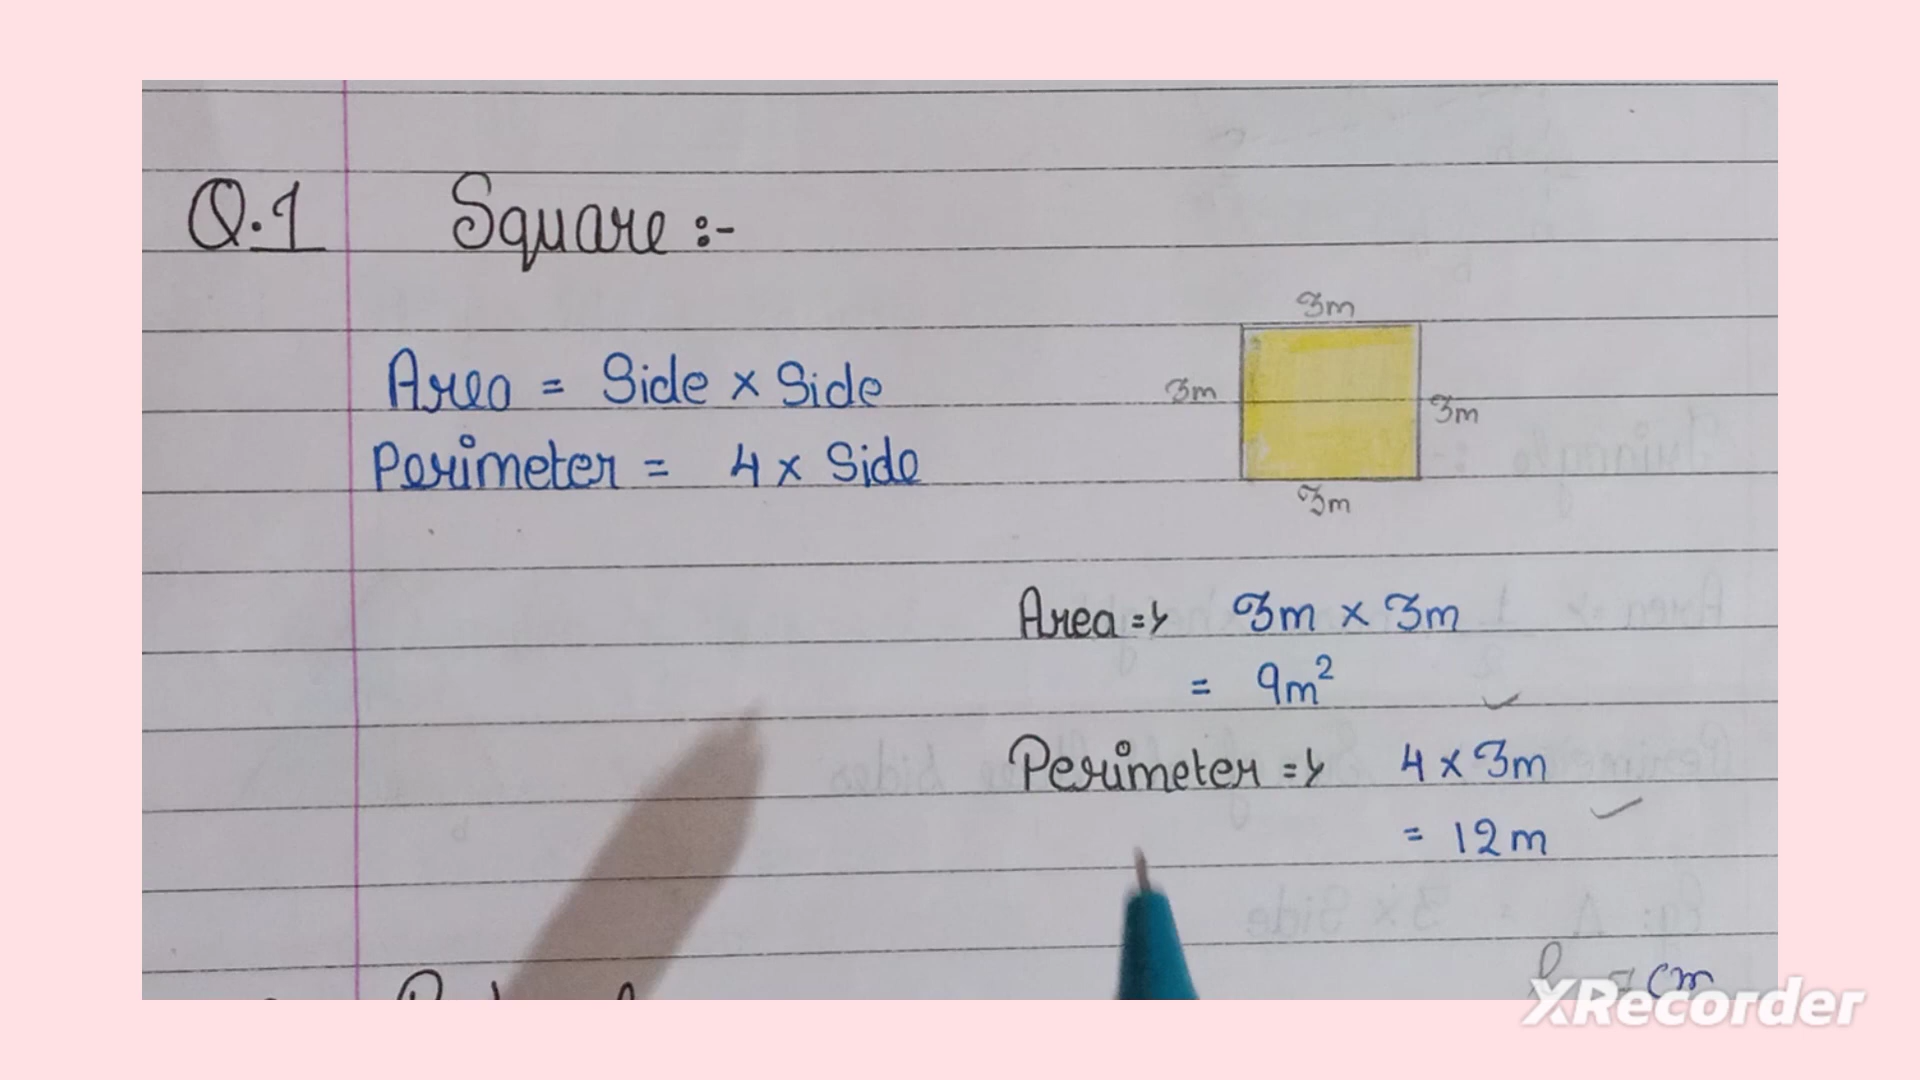 Q.1 Square :-
3m
Area = Side × Side
3m
3m
Perimeter = 4 × Side
3m
Area => 3m × 3m
= 9m²
Perimeter => 4 × 3m
= 12m
cm
XRecorder